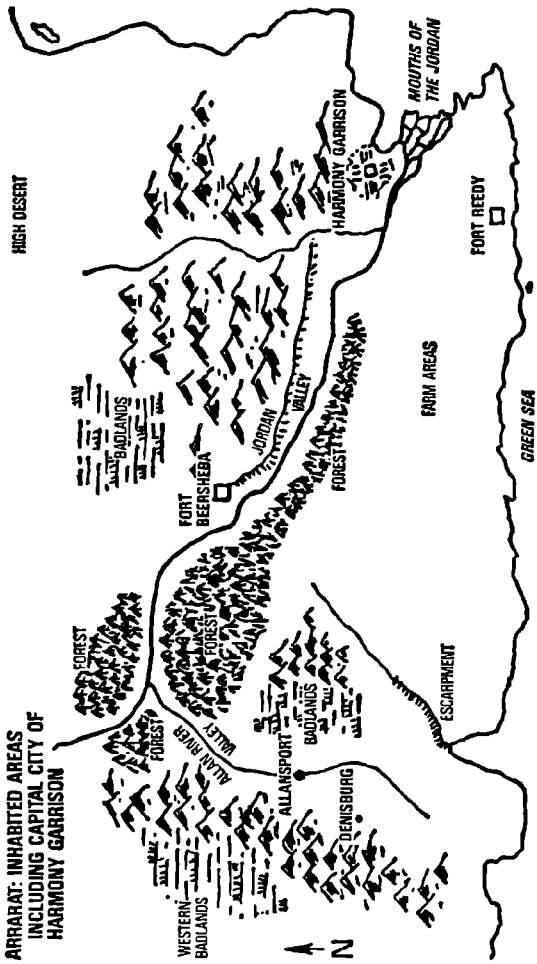 ARRARAT: INHABITED AREAS
INCLUDING CAPITAL CITY OF
HARMONY GARRISON
HIGH DESERT
FOREST
BADLANDS
FOREST
WESTERN
BADLANDS
ALLAN RIVER
VALLEY
FOREST
FORT
BEERSHEBA
JORDAN
VALLEY
HARMONY GARRISON
MOUTHS OF
THE JORDAN
ALLANSPORT
BADLANDS
FOREST
DENISBURG
ESCARPMENT
FARM AREAS
FORT REEDY
GREEN SEA
N